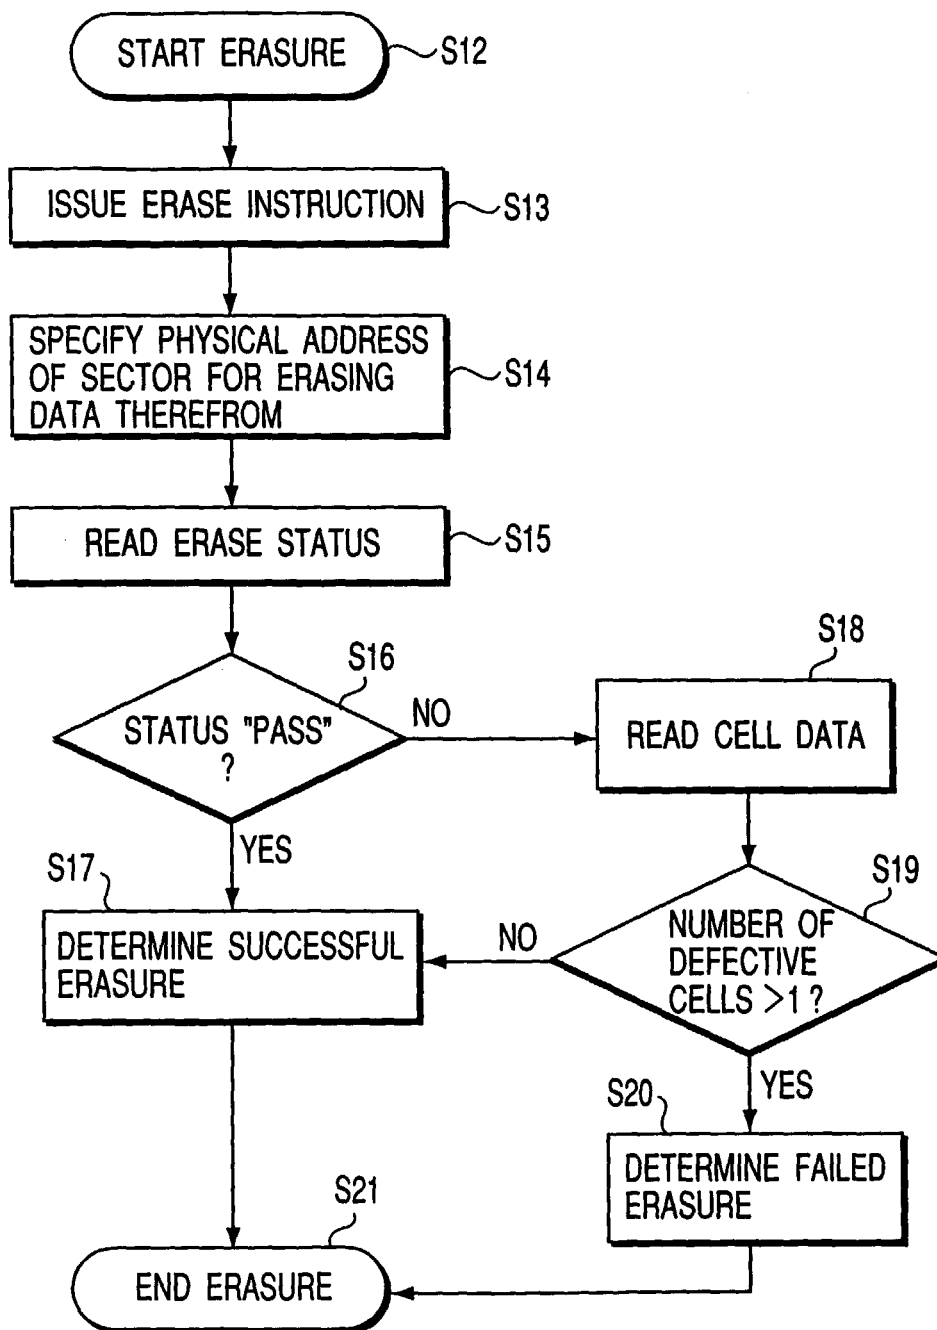 START ERASURE
S12
ISSUE ERASE INSTRUCTION
S13
SPECIFY PHYSICAL ADDRESS
OF SECTOR FOR ERASING
DATA THEREFROM
S14
READ ERASE STATUS
S15
S16
STATUS "PASS"
?
NO
YES
S18
READ CELL DATA
S17
DETERMINE SUCCESSFUL
ERASURE
NO
S19
NUMBER OF
DEFECTIVE
CELLS >1 ?
YES
S20
DETERMINE FAILED
ERASURE
S21
END ERASURE